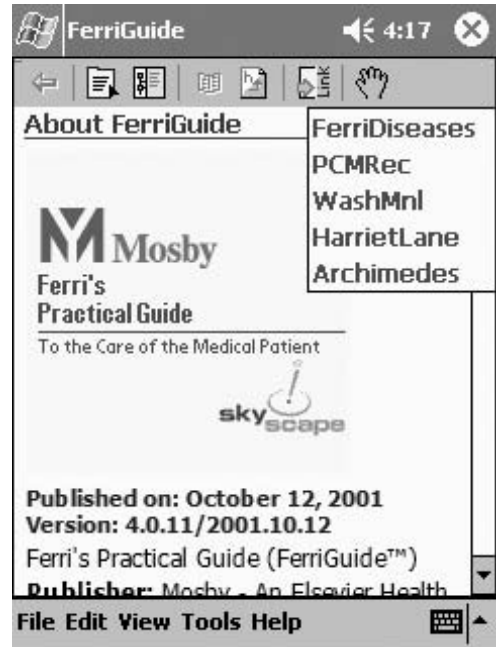 FerriGuide 4:17
Link
About FerriGuide
FerriDiseases
PCMRec
WashMnl
HarrietLane
Archimedes
Mosby
Ferri's
Practical Guide
To the Care of the Medical Patient
skyscape
Published on: October 12, 2001
Version: 4.0.11/2001.10.12
Ferri's Practical Guide (FerriGuide™)
Publisher: Mosby - An Elsevier Health
File Edit View Tools Help